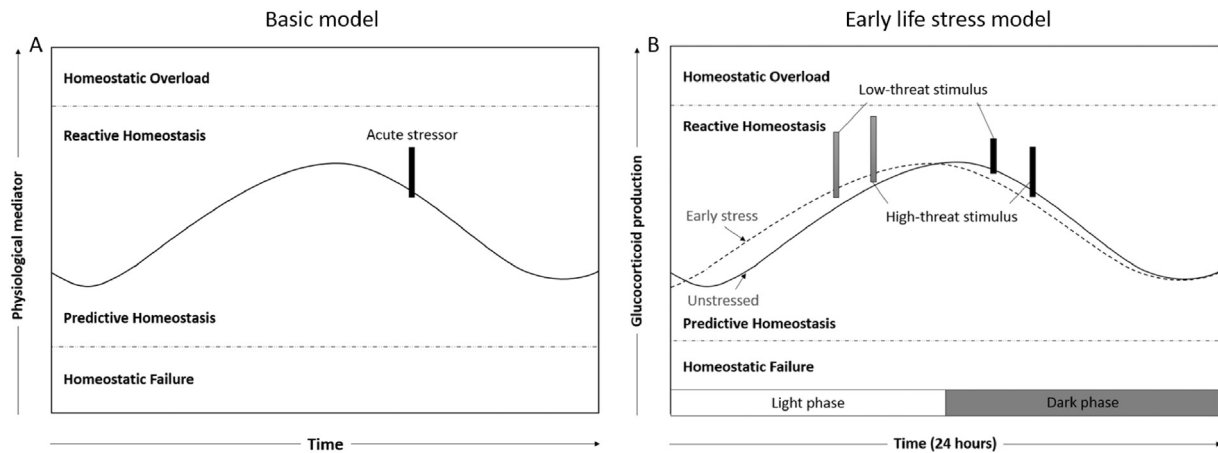 Basic model
A
Physiological mediator
Homeostatic Overload
Reactive Homeostasis
Acute stressor
Predictive Homeostasis
Homeostatic Failure
Time
Early life stress model
B
Glucocorticoid production
Homeostatic Overload
Low-threat stimulus
Reactive Homeostasis
Early stress
High-threat stimulus
Unstressed
Predictive Homeostasis
Homeostatic Failure
Light phase
Dark phase
Time (24 hours)